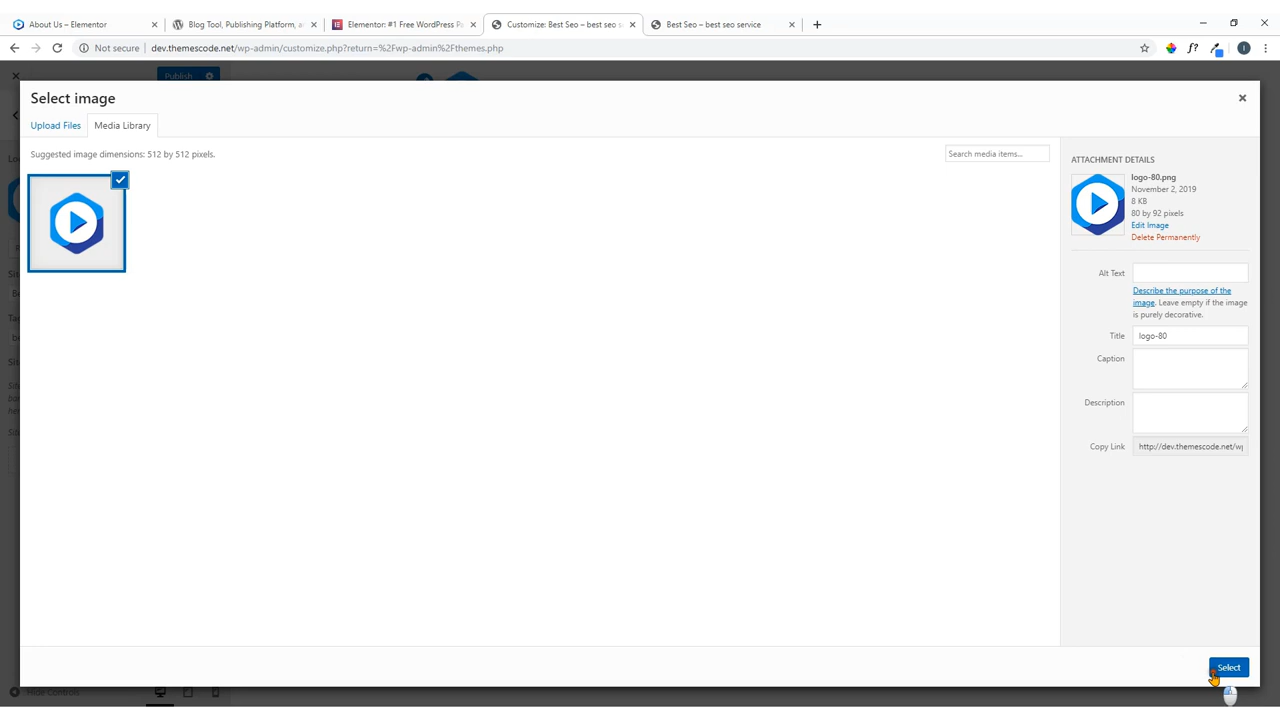 About Us – Elementor
Blog Tool, Publishing Platform, a
Elementor: #1 Free WordPress Pa
Customize: Best Seo – best seo s
Best Seo – best seo service
Not secure
dev.themescode.net/wp-admin/customize.php?return=%2Fwp-admin%2Fthemes.php
f?
I
Publish
Select image
Upload Files
Media Library
Suggested image dimensions: 512 by 512 pixels.
Search media items...
ATTACHMENT DETAILS
logo-80.png
November 2, 2019
8 KB
80 by 92 pixels
Edit Image
Delete Permanently
Alt Text
Describe the purpose of the
image. Leave empty if the image
is purely decorative.
Title
logo-80
Caption
Description
Copy Link
http://dev.themescode.net/wp
Select
Hide Controls